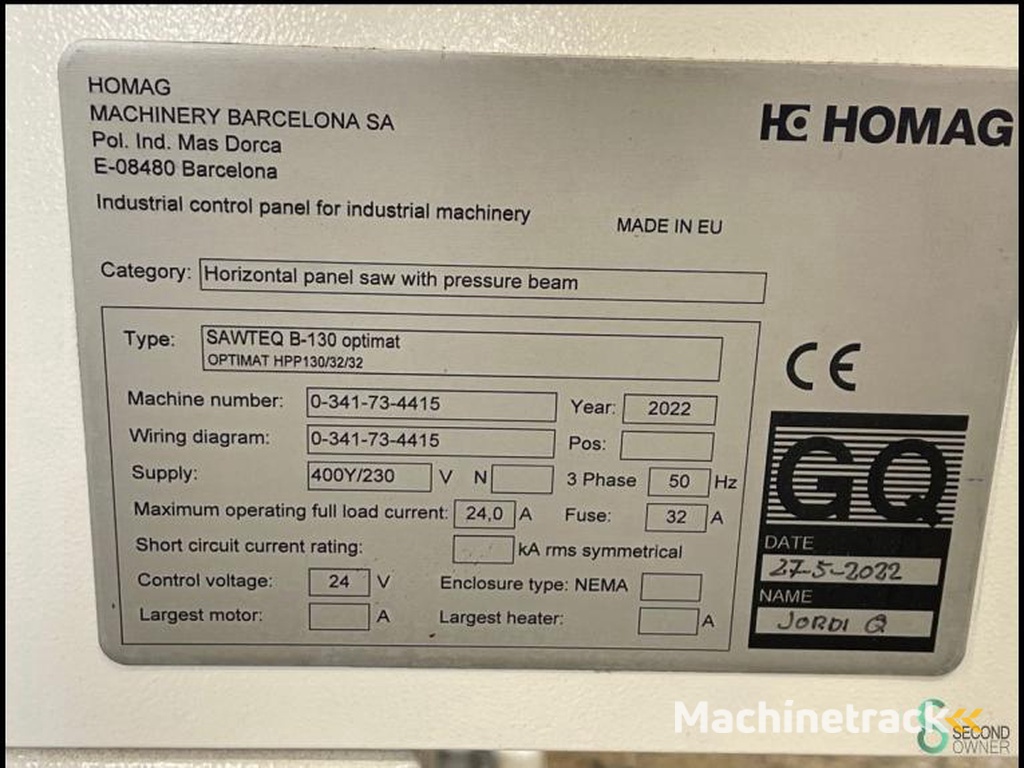 HOMAG
MACHINERY BARCELONA SA
Pol. Ind. Mas Dorca
E-08480 Barcelona
HOMAG
Industrial control panel for industrial machinery
MADE IN EU
Category: Horizontal panel saw with pressure beam
Type: SAWTEQ B-130 optimat
OPTIMAT HPP130/32/32
CE
Machine number: 0-341-73-4415 Year: 2022
Wiring diagram: 0-341-73-4415 Pos:
Supply: 400Y/230 V N 3 Phase 50 Hz
Maximum operating full load current: 24,0 A Fuse: 32 A
Short circuit current rating: kA rms symmetrical
Control voltage: 24 V Enclosure type: NEMA
Largest motor: A Largest heater: A
GQ
DATE
27-5-2022
NAME
JORDI Q
Machinetrack
SECOND
OWNER